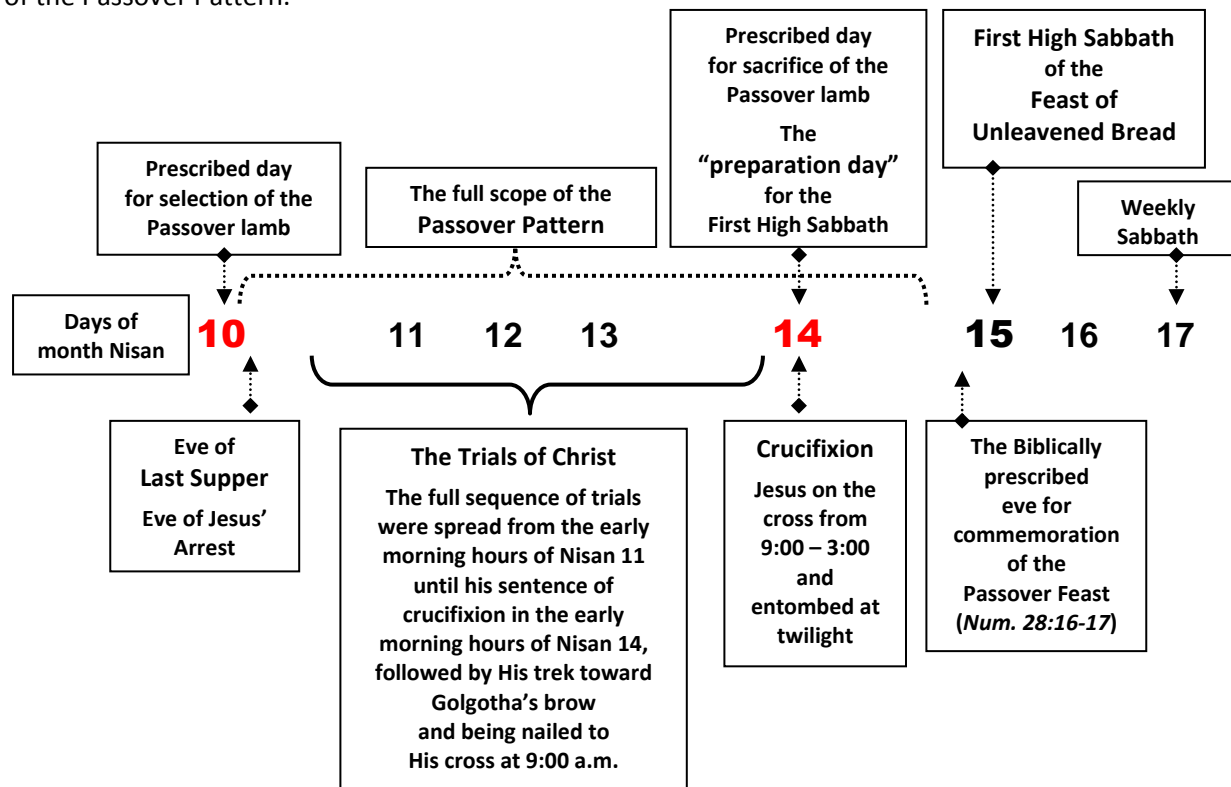 of the Passover Pattern.
Prescribed day
for selection of the
Passover lamb
The full scope of the
Passover Pattern
Prescribed day
for sacrifice of the
Passover lamb
The
“preparation day”
for the
First High Sabbath
First High Sabbath
of the
Feast of
Unleavened Bread
Weekly
Sabbath
Days of
month Nisan
10 11 12 13 14 15 16 17
Eve of
Last Supper
Eve of Jesus’
Arrest
The Trials of Christ
The full sequence of trials
were spread from the early
morning hours of Nisan 11
until his sentence of
crucifixion in the early
morning hours of Nisan 14,
followed by His trek toward
Golgotha’s brow
and being nailed to
His cross at 9:00 a.m.
Crucifixion
Jesus on the
cross from
9:00 – 3:00
and
entombed at
twilight
The Biblically
prescribed
eve for
commemoration
of the
Passover Feast
(Num. 28:16-17)